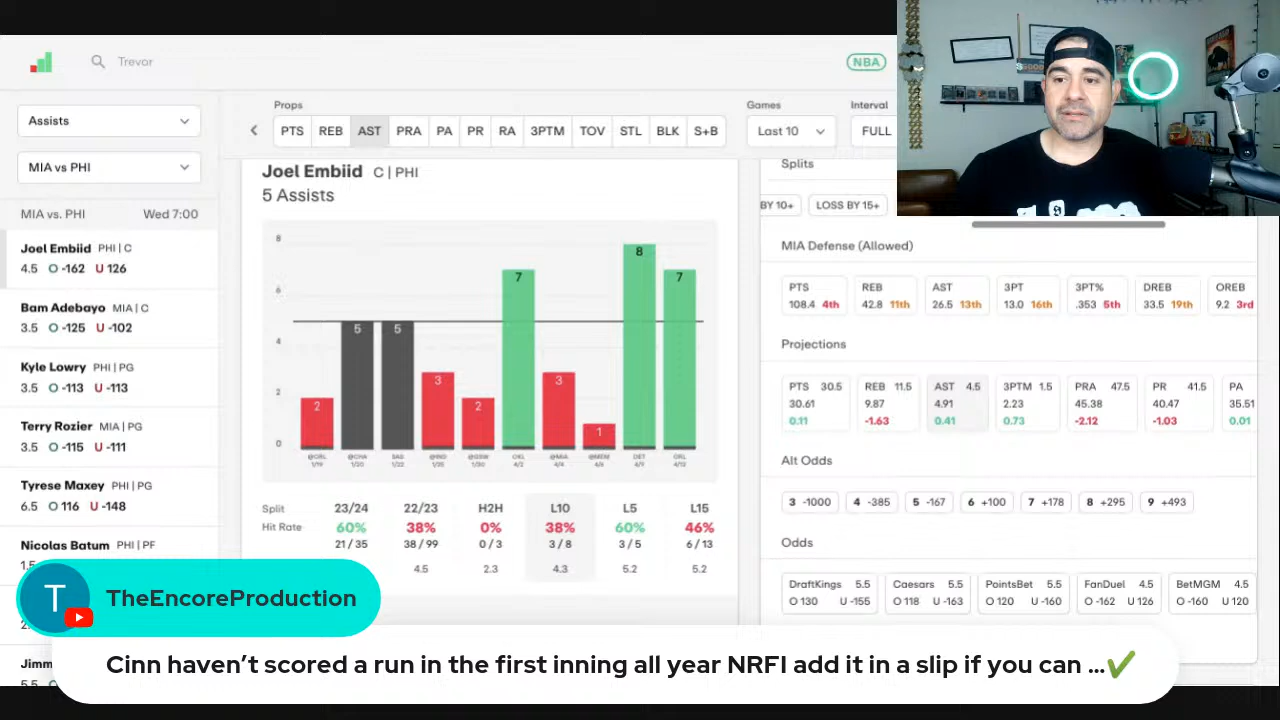 Trevor
NBA
Assists
MIA vs PHI
MIA vs. PHI Wed 7:00
Joel Embiid PHI | C
4.5 O -162 U 126
Bam Adebayo MIA | C
3.5 O -125 U -102
Kyle Lowry PHI | PG
3.5 O -113 U -113
Terry Rozier MIA | PG
3.5 O -115 U -111
Tyrese Maxey PHI | PG
6.5 O 116 U -148
Nicolas Batum PHI | PF
Props
PTS REB AST PRA PA PR RA 3PTM TOV STL BLK S+B
Games Interval
Last 10 FULL
Joel Embiid C | PHI
5 Assists
8
6
4
2
0
2 5 5 3 2 7 3 1 8 7
Split 23/24 22/23 H2H L10 L5 L15
Hit Rate 60% 38% 0% 38% 60% 46%
21 / 35 38 / 99 0 / 3 3 / 8 3 / 5 6 / 13
4.5 2.3 4.3 5.2 5.2
Splits
BY 10+ LOSS BY 15+
MIA Defense (Allowed)
PTS REB AST 3PT 3PT% DREB OREB
108.4 4th 42.8 11th 26.5 13th 13.0 16th .353 5th 33.5 19th 9.2 3rd
Projections
PTS 30.5 REB 11.5 AST 4.5 3PTM 1.5 PRA 47.5 PR 41.5 PA
30.61 9.87 4.91 2.23 45.38 40.47 35.51
0.11 -1.63 0.41 0.73 -2.12 -1.03 0.01
Alt Odds
3 -1000 4 -385 5 -167 6 +100 7 +178 8 +295 9 +493
Odds
DraftKings 5.5 Caesars 5.5 PointsBet 5.5 FanDuel 4.5 BetMGM 4.5
O 130 U -155 O 118 U -163 O 120 U -160 O -162 U 126 O -160 U 120
T TheEncoreProduction
Cinn haven’t scored a run in the first inning all year NRFI add it in a slip if you can ...✔